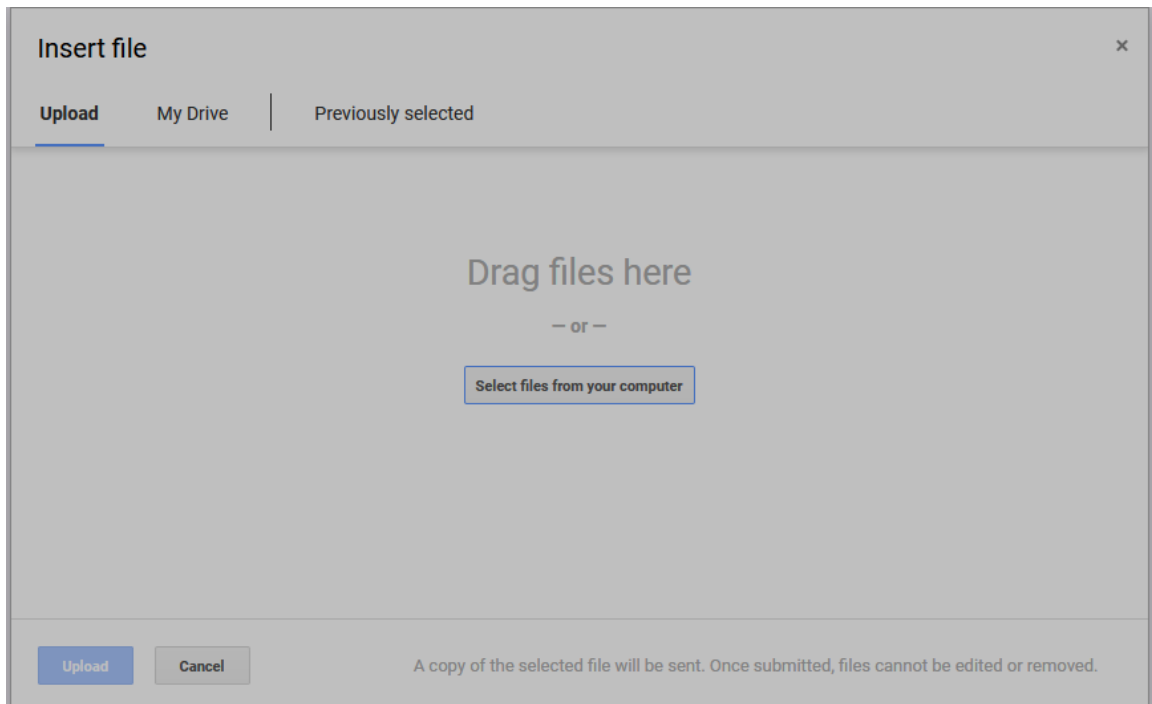 Insert file
×
Upload My Drive Previously selected
Drag files here
— or —
Select files from your computer
Upload Cancel A copy of the selected file will be sent. Once submitted, files cannot be edited or removed.